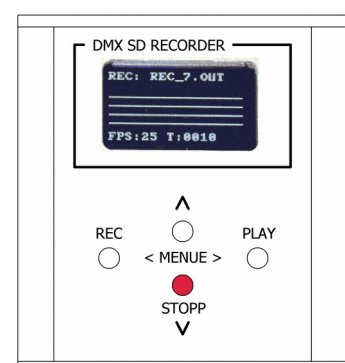 DMX SD RECORDER
REC: REC_7.OUT
FPS:25 T:0010
REC
PLAY
< MENUE >
STOPP